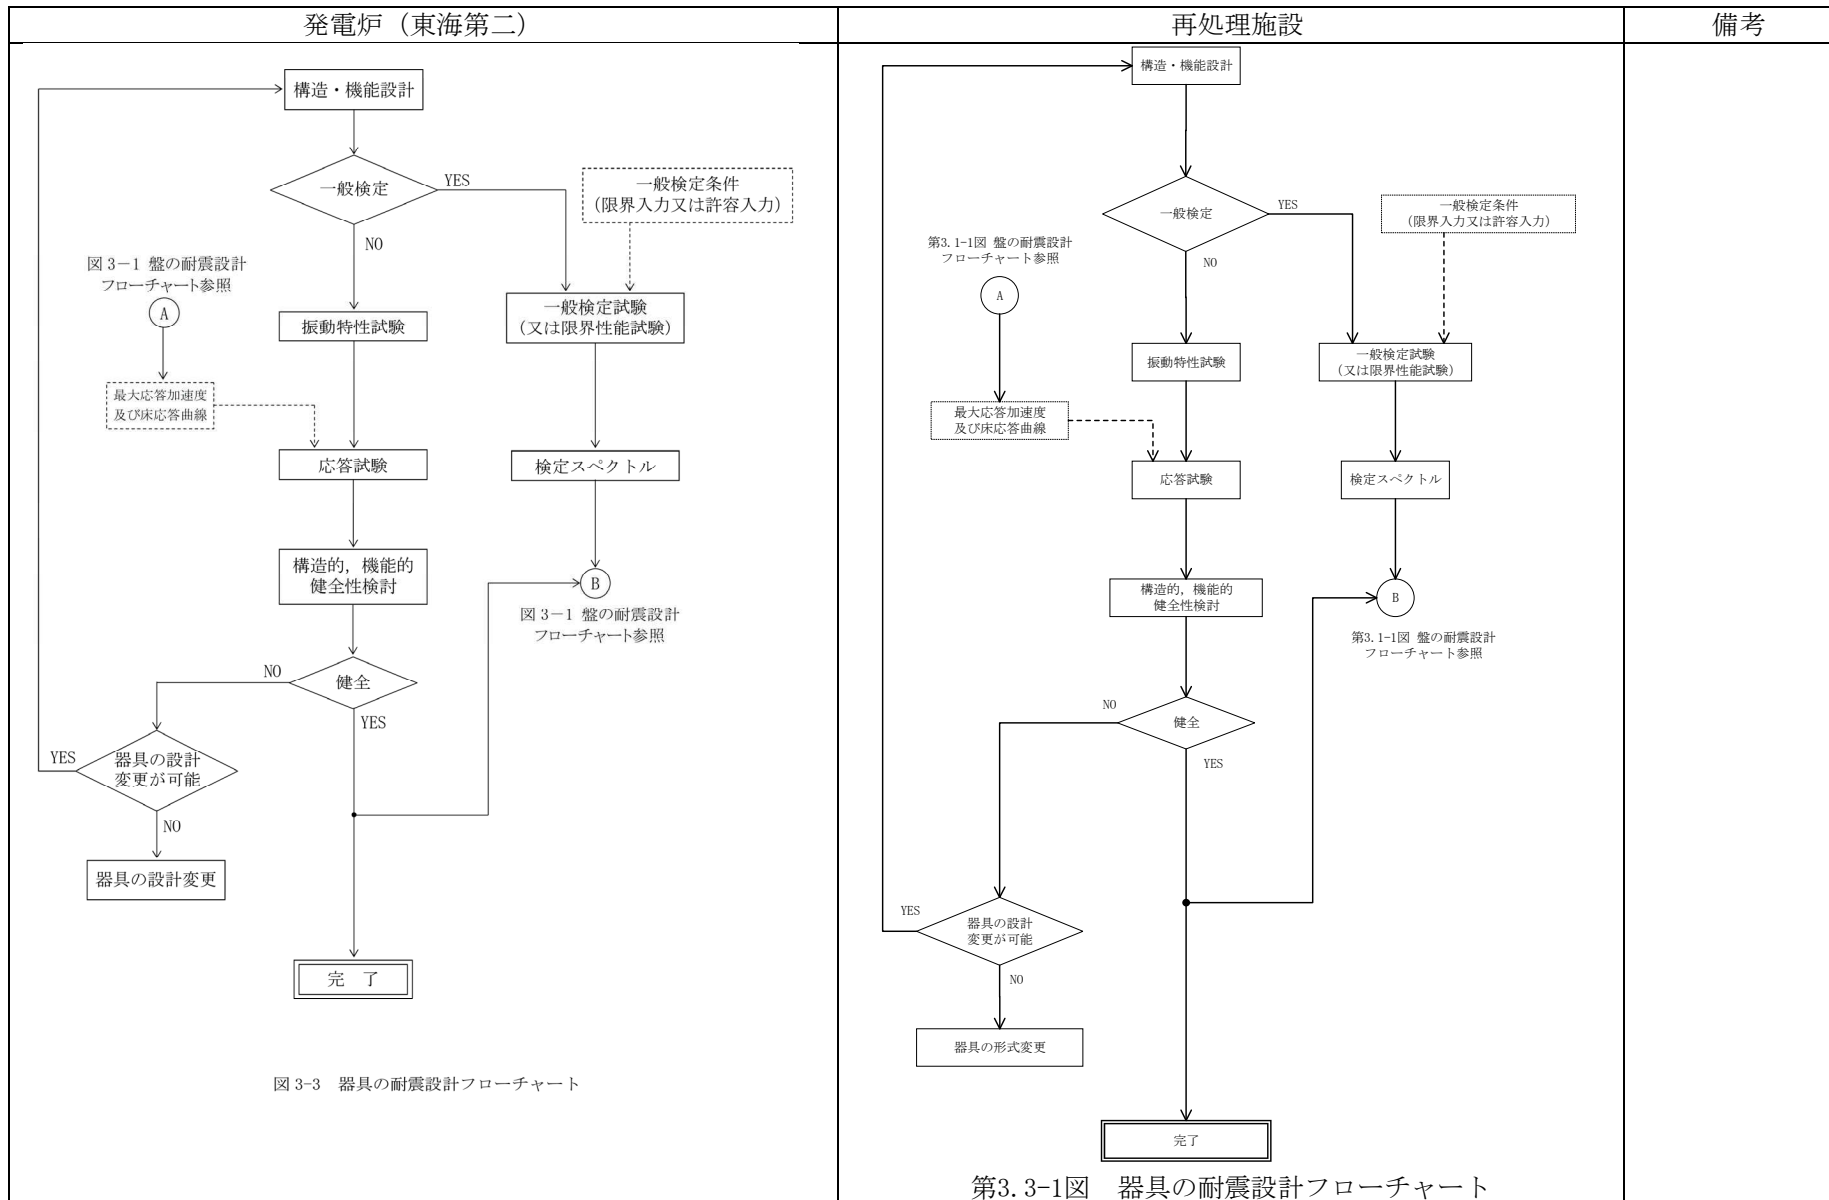 発電炉（東海第二）
再処理施設
備考
構造・機能設計
一般検定
YES
一般検定条件
（限界入力又は許容入力）
NO
図 3－1 盤の耐震設計
フローチャート参照
A
振動特性試験
一般検定試験
（又は限界性能試験）
最大応答加速度
及び床応答曲線
応答試験
検定スペクトル
構造的，機能的
健全性検討
B
図 3－1 盤の耐震設計
フローチャート参照
NO
健全
YES
YES
器具の設計
変更が可能
NO
器具の設計変更
完　了
図 3-3　器具の耐震設計フローチャート
構造・機能設計
一般検定
YES
一般検定条件
（限界入力又は許容入力）
第3.1-1図 盤の耐震設計
フローチャート参照
NO
A
振動特性試験
一般検定試験
（又は限界性能試験）
最大応答加速度
及び床応答曲線
応答試験
検定スペクトル
構造的，機能的
健全性検討
B
第3.1-1図 盤の耐震設計
フローチャート参照
NO
健全
YES
YES
器具の設計
変更が可能
NO
器具の形式変更
完了
第3.3-1図　器具の耐震設計フローチャート